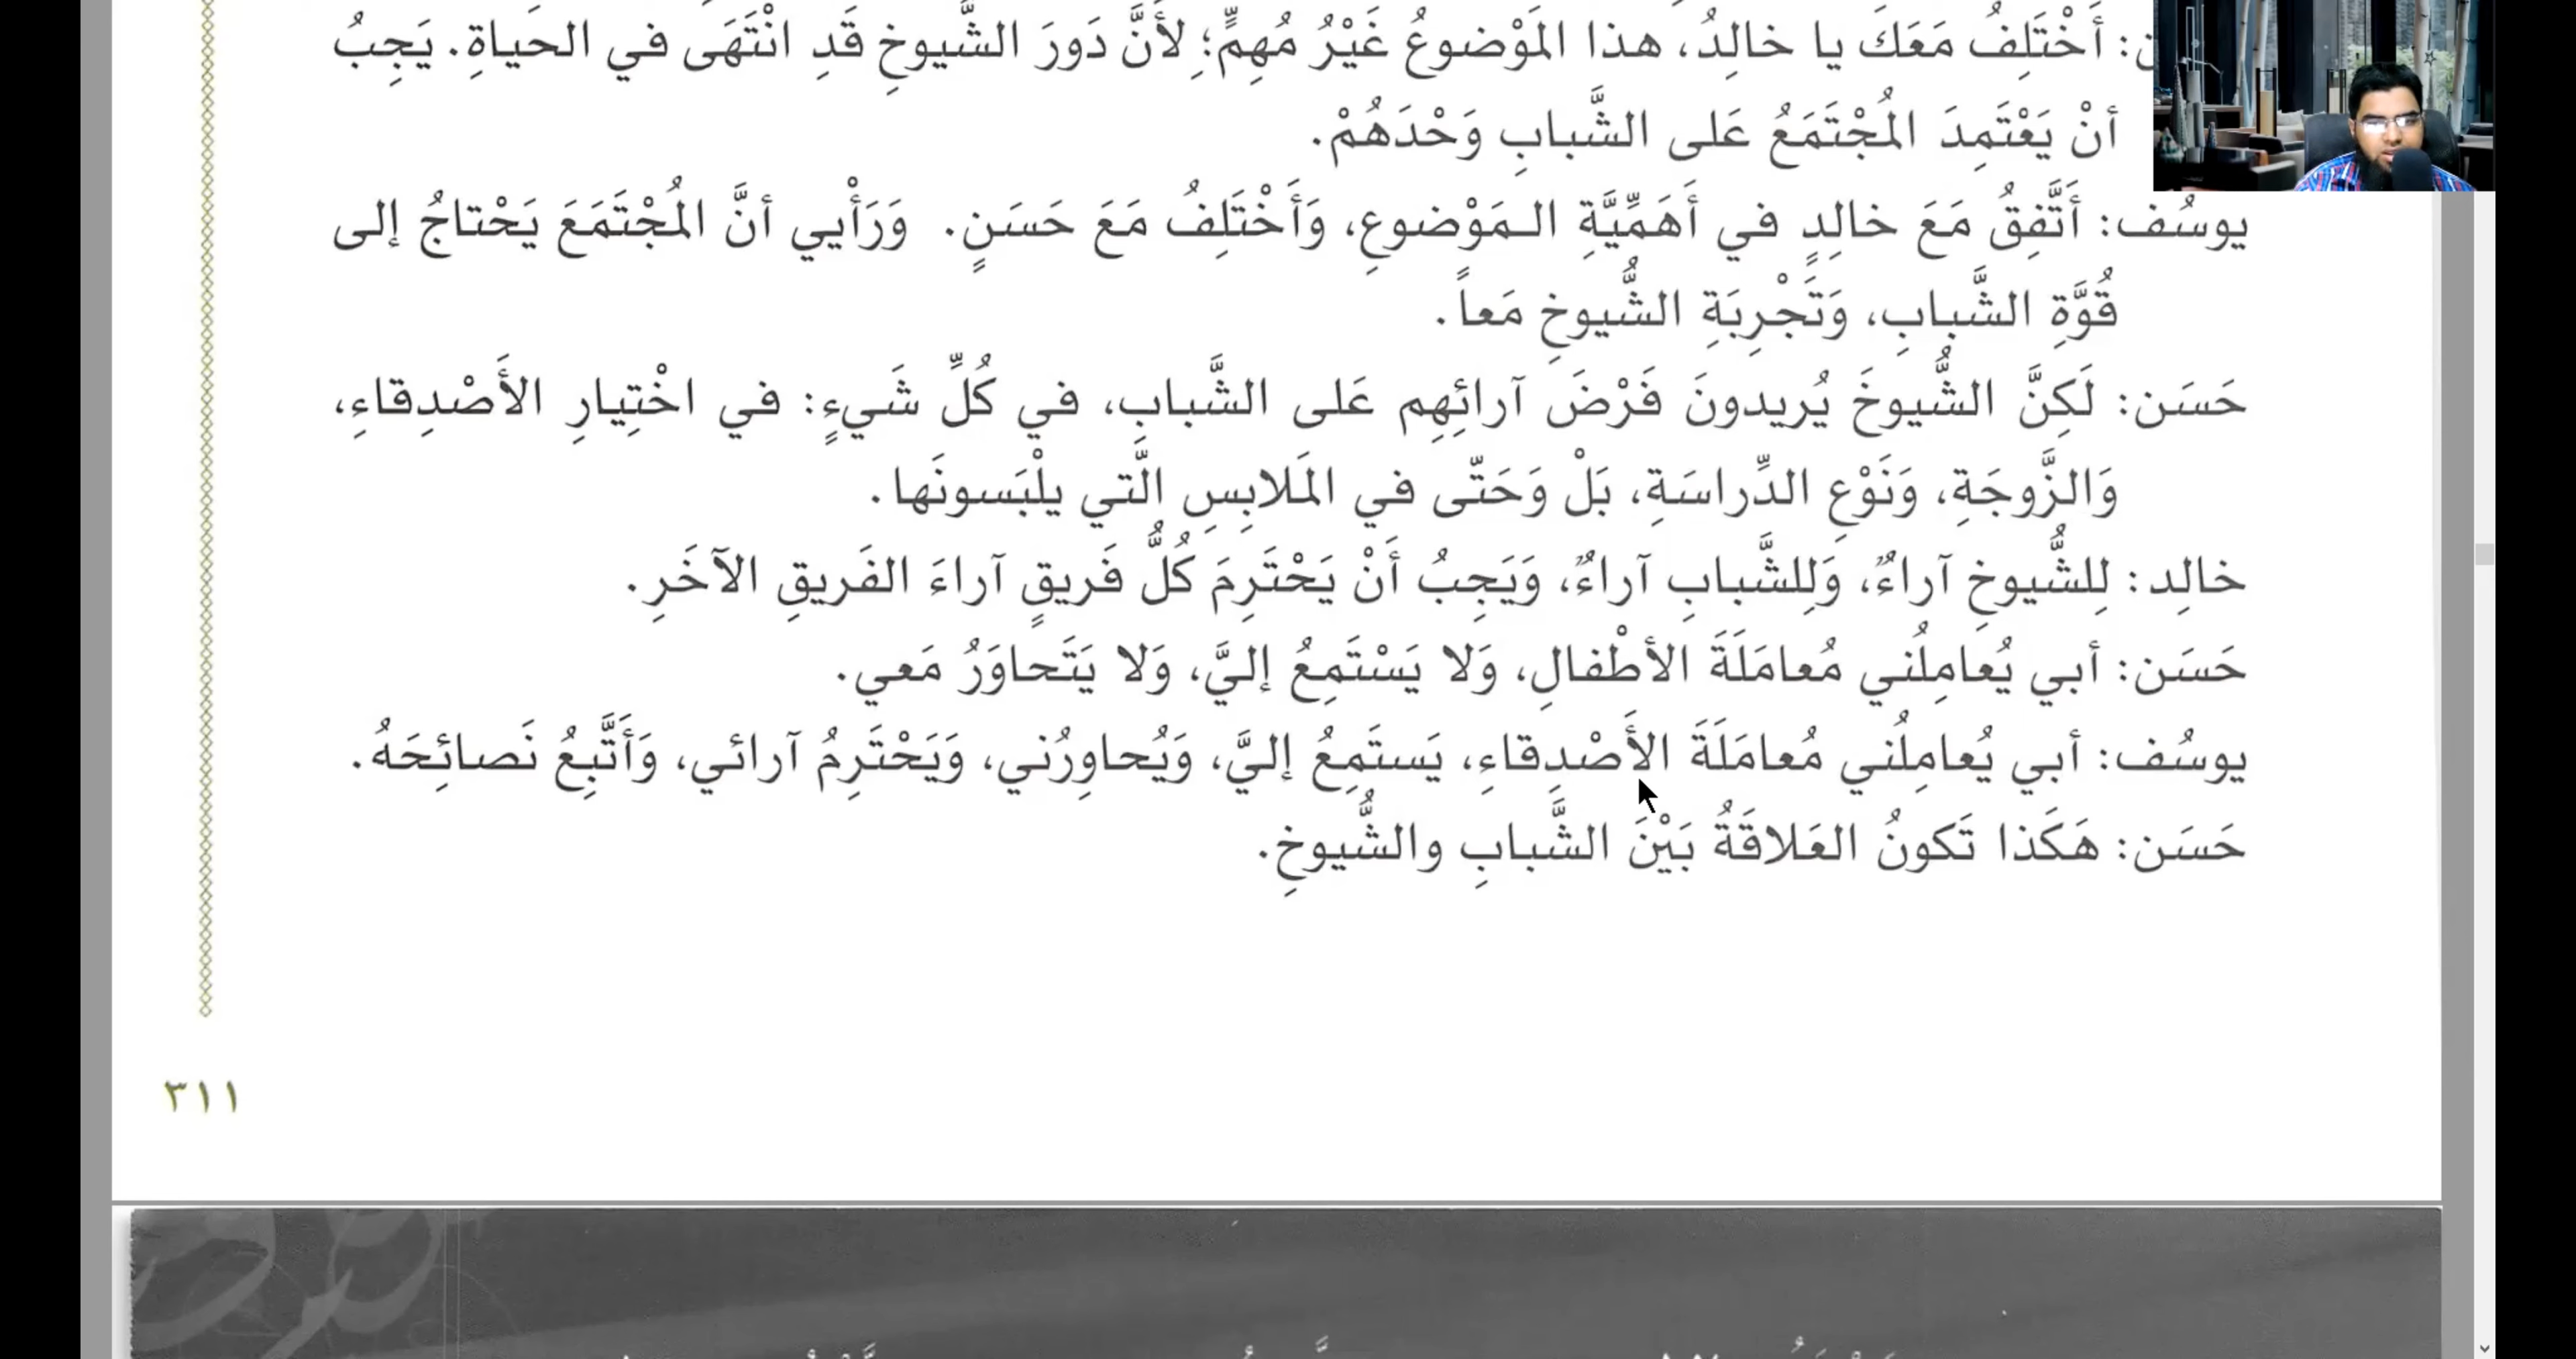 ن: أَخْتَلِفُ مَعَكَ يا خالِدُ، هذا المَوْضوعُ غَيْرُ مُهِمٍّ؛ لِأَنَّ دَورَ الشُّيوخِ قَدِ انْتَهَى في الحَياةِ. يَجِبُ
أنْ يَعْتَمِدَ المُجْتَمَعُ عَلى الشَّبابِ وَحْدَهُمْ.
يوسُف: أَتَّفِقُ مَعَ خالِدٍ في أَهَمِّيَّةِ المَوْضوعِ، وَأَخْتَلِفُ مَعَ حَسَنٍ. وَرَأْيي أنَّ المُجْتَمَعَ يَحْتاجُ إلى
قُوَّةِ الشَّبابِ، وَتَجْرِبَةِ الشُّيوخِ مَعاً.
حَسَن: لَكِنَّ الشُّيوخَ يُريدونَ فَرْضَ آرائِهِم عَلى الشَّبابِ، في كُلِّ شَيءٍ: في اخْتِيارِ الأَصْدِقاءِ،
وَالزَّوجَةِ، وَنَوْعِ الدِّراسَةِ، بَلْ وَحَتّى في المَلابِسِ الَّتي يلْبَسونَها.
خالِد: لِلشُّيوخِ آراءٌ، وَلِلشَّبابِ آراءٌ، وَيَجِبُ أَنْ يَحْتَرِمَ كُلُّ فَريقٍ آراءَ الفَريقِ الآخَرِ.
حَسَن: أبي يُعامِلُني مُعامَلَةَ الأطْفالِ، وَلا يَسْتَمِعُ إليَّ، وَلا يَتَحاوَرُ مَعي.
يوسُف: أبي يُعامِلُني مُعامَلَةَ الأَصْدِقاءِ، يَستَمِعُ إليَّ، وَيُحاوِرُني، وَيَحْتَرِمُ آرائي، وَأَتَّبِعُ نَصائِحَهُ.
حَسَن: هَكَذا تَكونُ العَلاقَةُ بَيْنَ الشَّبابِ والشُّيوخِ.
٣١١